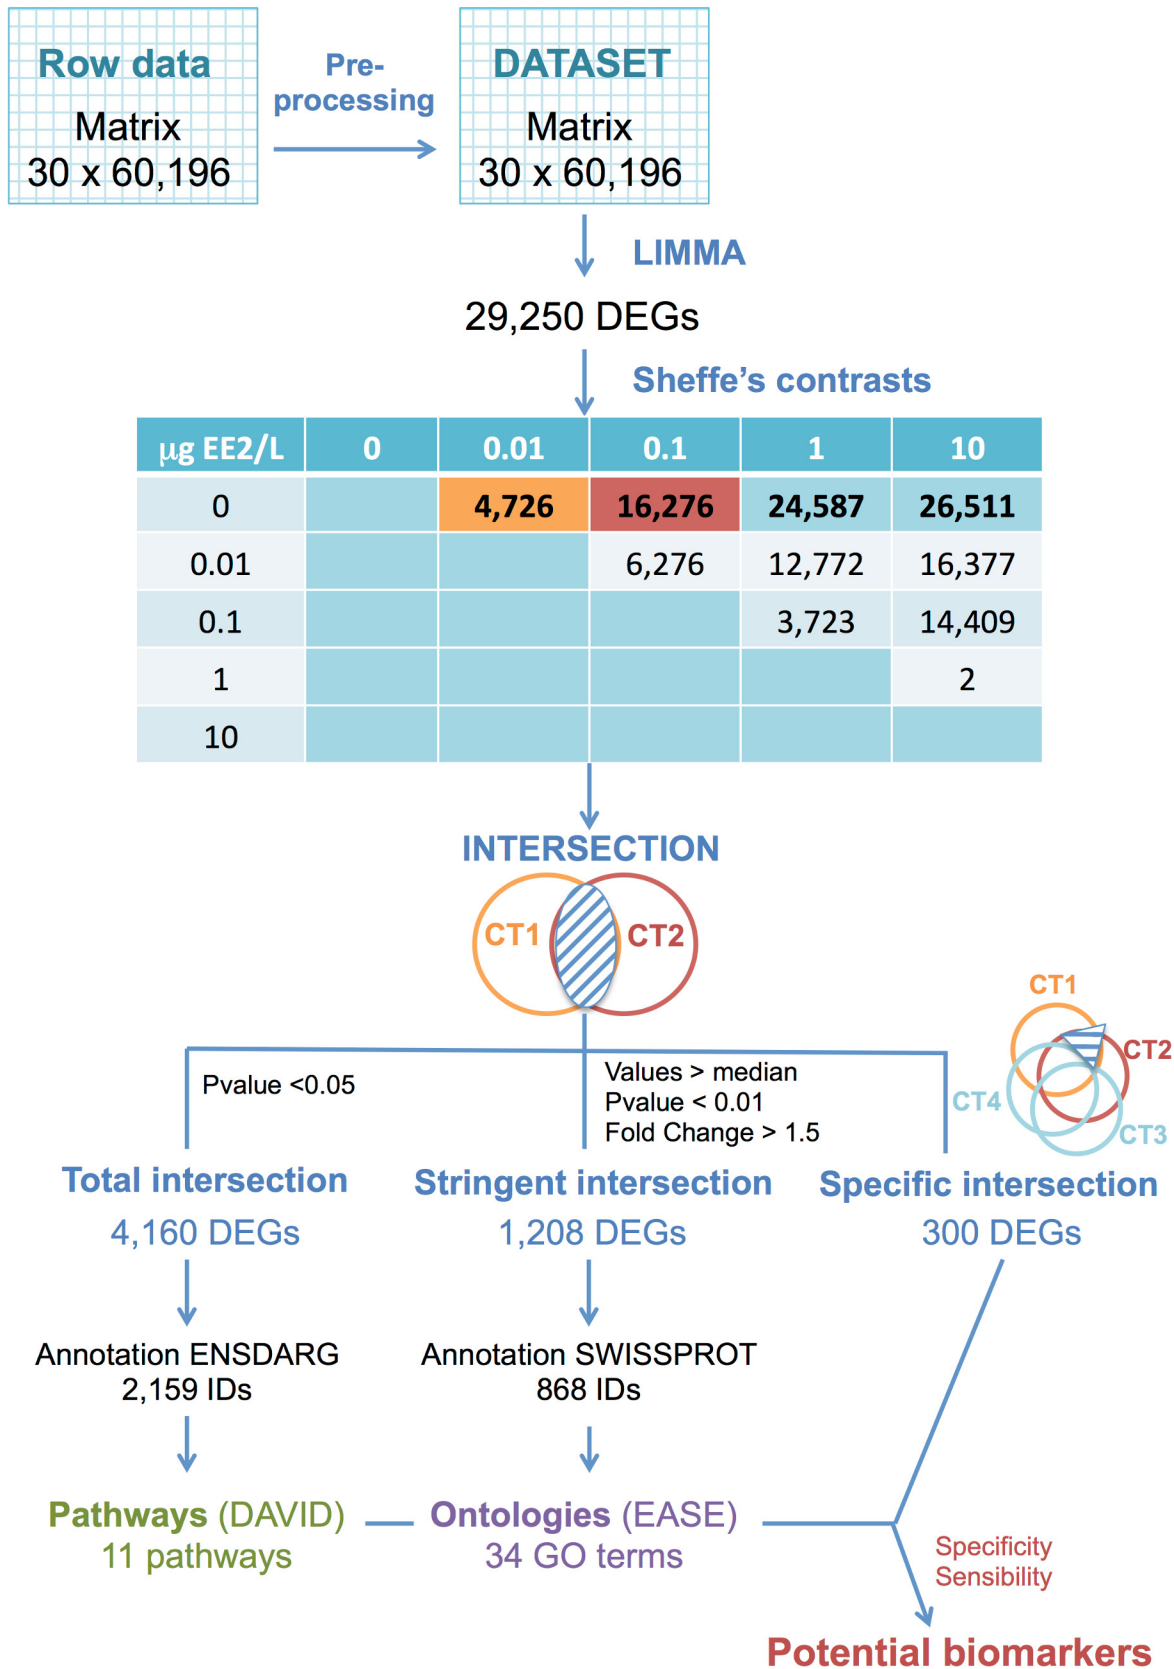 Row data
Matrix
30 x 60,196
Pre-
processing
DATASET
Matrix
30 x 60,196
LIMMA
29,250 DEGs
Sheffe's contrasts
µg EE2/L 0 0.01 0.1 1 10
0 4,726 16,276 24,587 26,511
0.01 6,276 12,772 16,377
0.1 3,723 14,409
1 2
10
INTERSECTION
CT1 CT2
CT1
CT2
CT4
CT3
Pvalue <0.05
Values > median
Pvalue < 0.01
Fold Change > 1.5
Total intersection
4,160 DEGs
Stringent intersection
1,208 DEGs
Specific intersection
300 DEGs
Annotation ENSDARG
2,159 IDs
Annotation SWISSPROT
868 IDs
Pathways (DAVID)
11 pathways
Ontologies (EASE)
34 GO terms
Specificity
Sensibility
Potential biomarkers